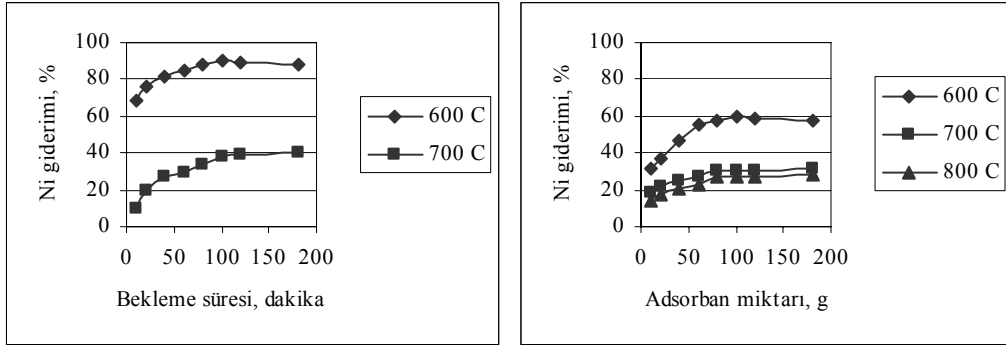 Ni giderimi, %
100
80
60
40
20
0
0 50 100 150 200
Bekleme süresi, dakika
600 C
700 C
Ni giderimi, %
100
80
60
40
20
0
0 50 100 150 200
Adsorban miktarı, g
600 C
700 C
800 C